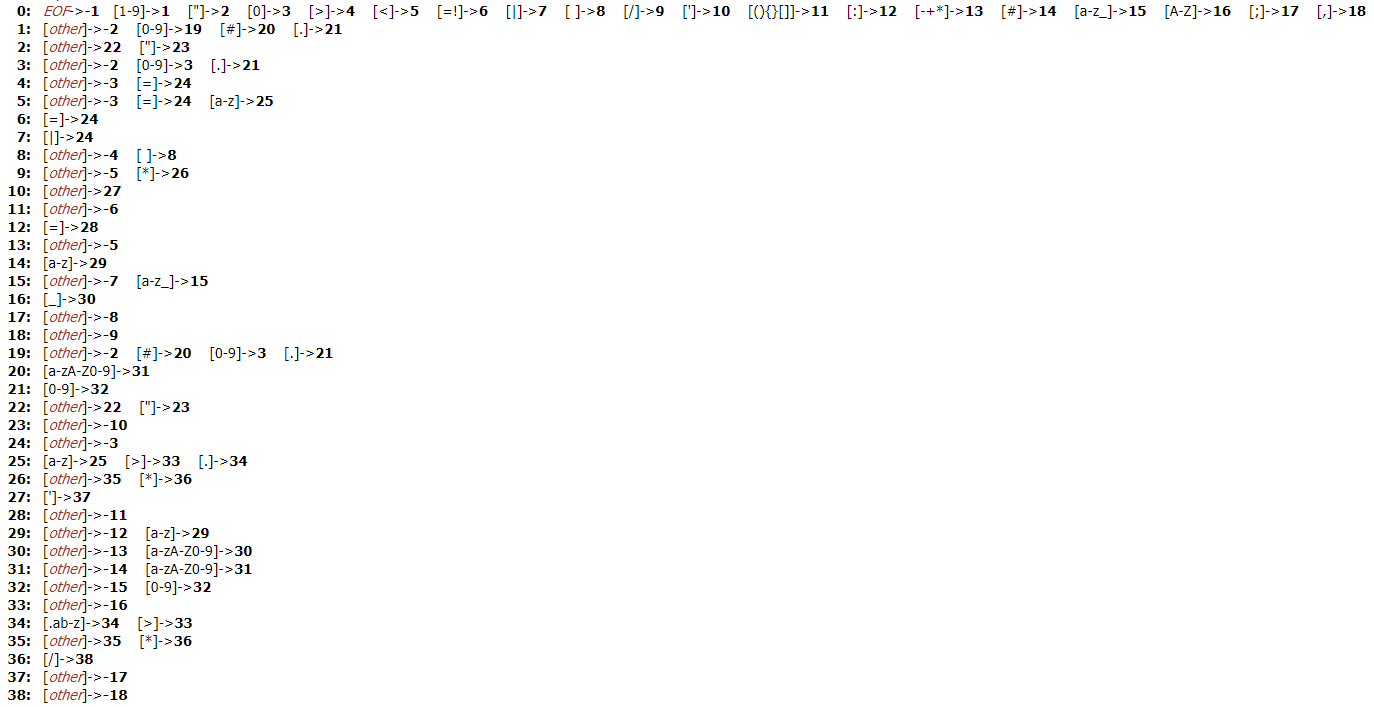 0: EOF->-1 [1-9]->1 ["]->2 [0]->3 [>]->4 [<]->5 [=!]->6 [|]->7 [ ]->8 [/]->9 [']->10 [(){}[]]->11 [:]->12 [-+*]->13 [#]->14 [a-z_]->15 [A-Z]->16 [;]->17 [,]->18
1: [other]->-2 [0-9]->19 [#]->20 [.]->21
2: [other]->22 ["]->23
3: [other]->-2 [0-9]->3 [.]->21
4: [other]->-3 [=]->24
5: [other]->-3 [=]->24 [a-z]->25
6: [=]->24
7: [|]->24
8: [other]->-4 [ ]->8
9: [other]->-5 [*]->26
10: [other]->27
11: [other]->-6
12: [=]->28
13: [other]->-5
14: [a-z]->29
15: [other]->-7 [a-z_]->15
16: [_]->30
17: [other]->-8
18: [other]->-9
19: [other]->-2 [#]->20 [0-9]->3 [.]->21
20: [a-zA-Z0-9]->31
21: [0-9]->32
22: [other]->22 ["]->23
23: [other]->-10
24: [other]->-3
25: [a-z]->25 [>]->33 [.]->34
26: [other]->35 [*]->36
27: [']->37
28: [other]->-11
29: [other]->-12 [a-z]->29
30: [other]->-13 [a-zA-Z0-9]->30
31: [other]->-14 [a-zA-Z0-9]->31
32: [other]->-15 [0-9]->32
33: [other]->-16
34: [.ab-z]->34 [>]->33
35: [other]->35 [*]->36
36: [/]->38
37: [other]->-17
38: [other]->-18